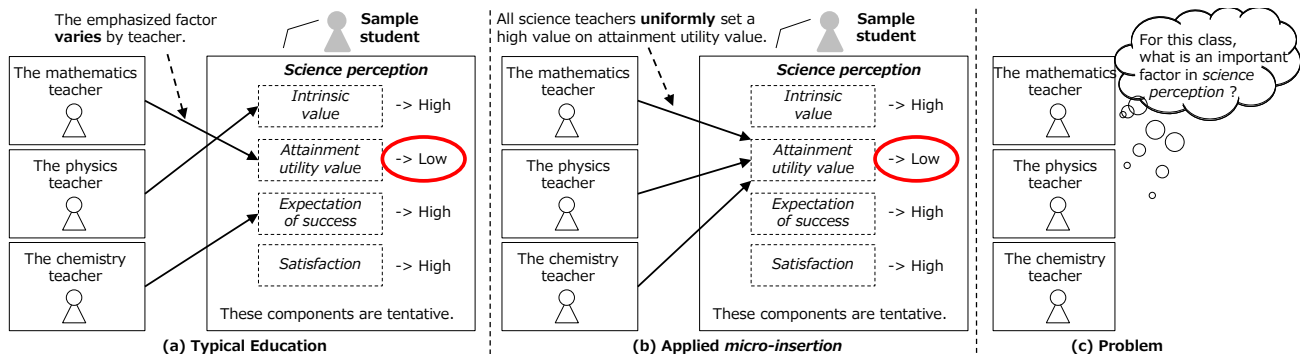 The emphasized factor
varies by teacher.
Sample
student
The mathematics
teacher
The physics
teacher
The chemistry
teacher
Science perception
Intrinsic
value
-> High
Attainment
utility value
-> Low
Expectation
of success
-> High
Satisfaction
-> High
These components are tentative.
(a) Typical Education
All science teachers uniformly set a
high value on attainment utility value.
Sample
student
The mathematics
teacher
The physics
teacher
The chemistry
teacher
Science perception
Intrinsic
value
-> High
Attainment
utility value
-> Low
Expectation
of success
-> High
Satisfaction
-> High
These components are tentative.
(b) Applied micro-insertion
For this class,
what is an important
factor in science
perception ?
The mathematics
teacher
The physics
teacher
The chemistry
teacher
(c) Problem